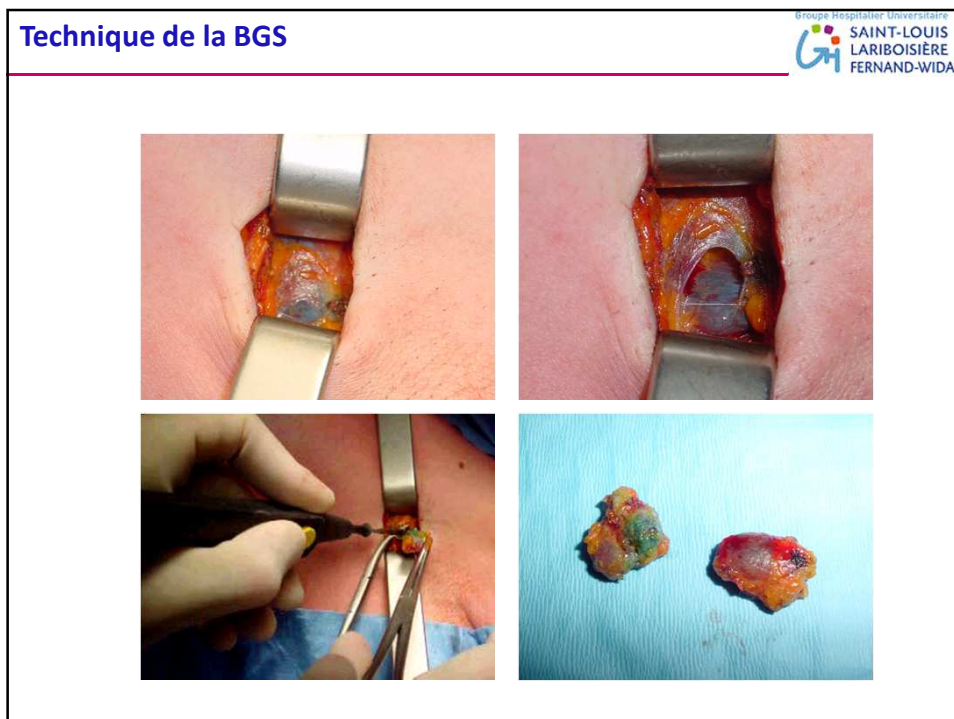 Technique de la BGS
Groupe Hospitalier Universitaire
SAINT-LOUIS
LARIBOISIÈRE
FERNAND-WIDA